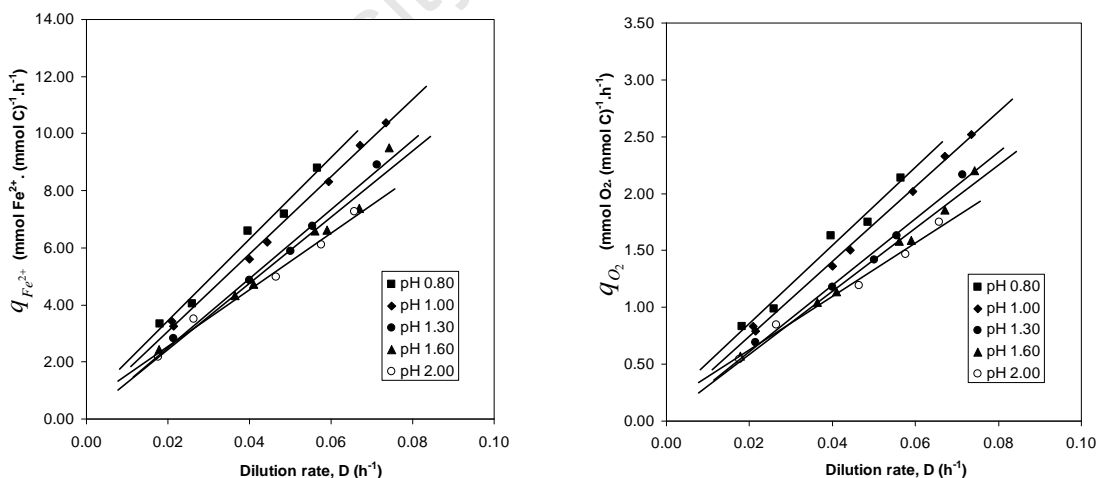 City
14.00
12.00
10.00
8.00
6.00
4.00
2.00
0.00
0.00 0.02 0.04 0.06 0.08 0.10
Dilution rate, D (h⁻¹)
q Fe²⁺ (mmol Fe²⁺. (mmol C)⁻¹.h⁻¹)
pH 0.80
pH 1.00
pH 1.30
pH 1.60
pH 2.00
3.50
3.00
2.50
2.00
1.50
1.00
0.50
0.00
0.00 0.02 0.04 0.06 0.08 0.10
Dilution rate, D (h⁻¹)
q O₂ (mmol O₂. (mmol C)⁻¹.h⁻¹)
pH 0.80
pH 1.00
pH 1.30
pH 1.60
pH 2.00